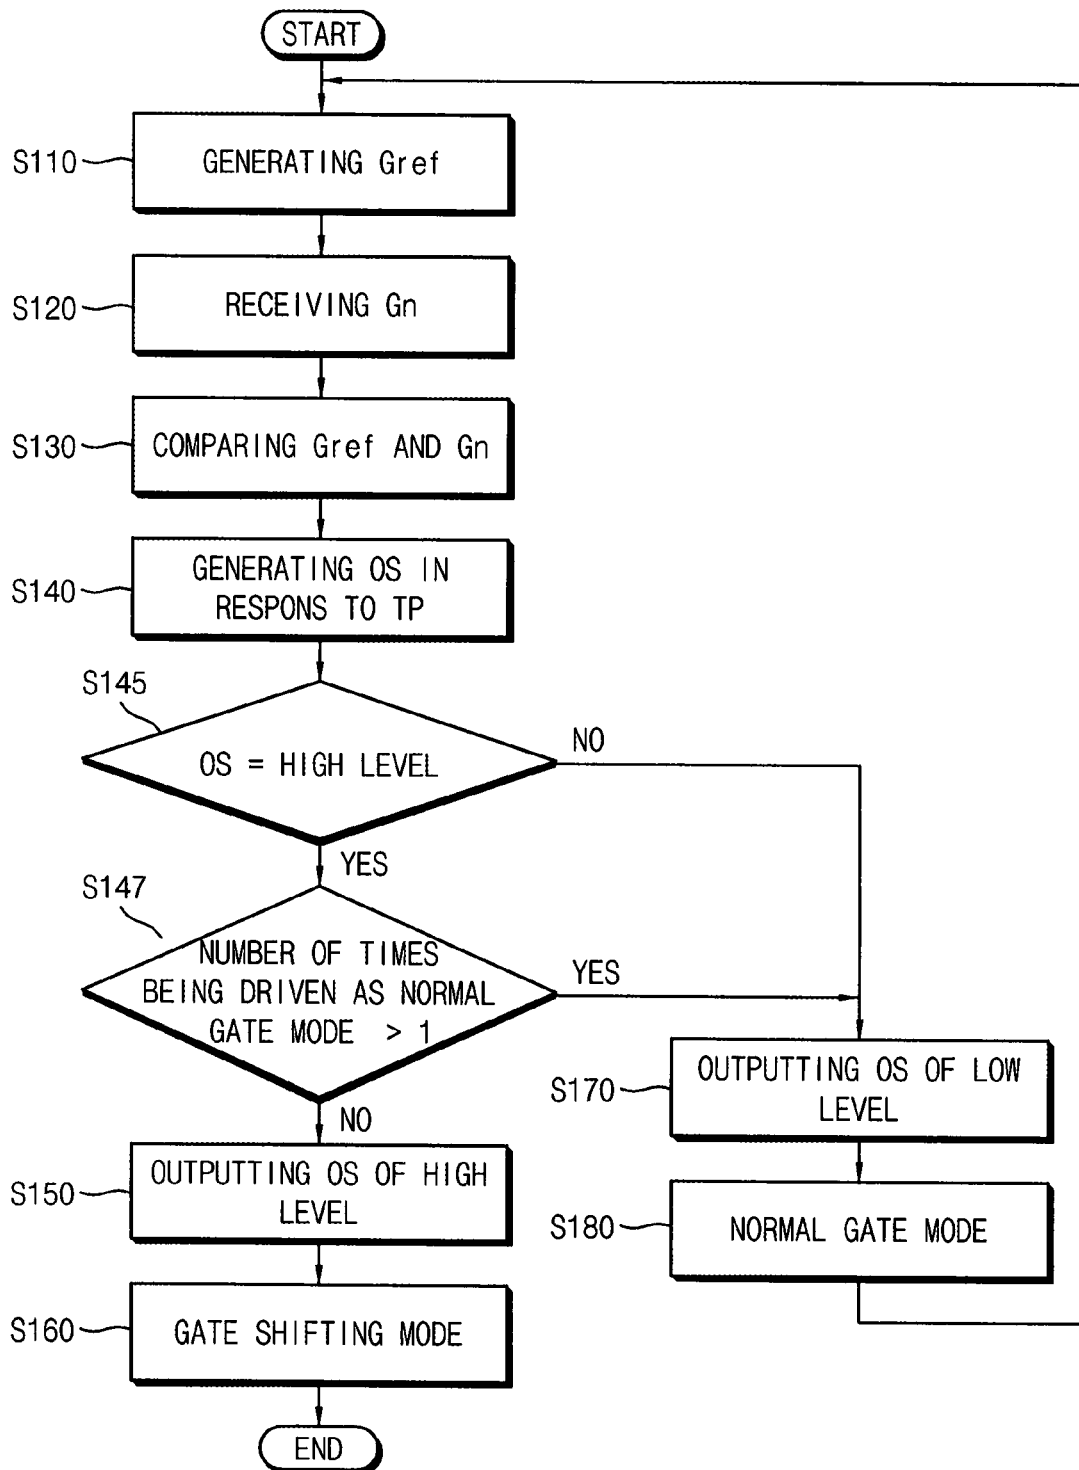 START
S110
GENERATING Gref
S120
RECEIVING Gn
S130
COMPARING Gref AND Gn
S140
GENERATING OS IN
RESPONS TO TP
S145
OS = HIGH LEVEL
NO
YES
S147
NUMBER OF TIMES
BEING DRIVEN AS NORMAL
GATE MODE > 1
YES
NO
S150
OUTPUTTING OS OF HIGH
LEVEL
S160
GATE SHIFTING MODE
END
S170
OUTPUTTING OS OF LOW
LEVEL
S180
NORMAL GATE MODE